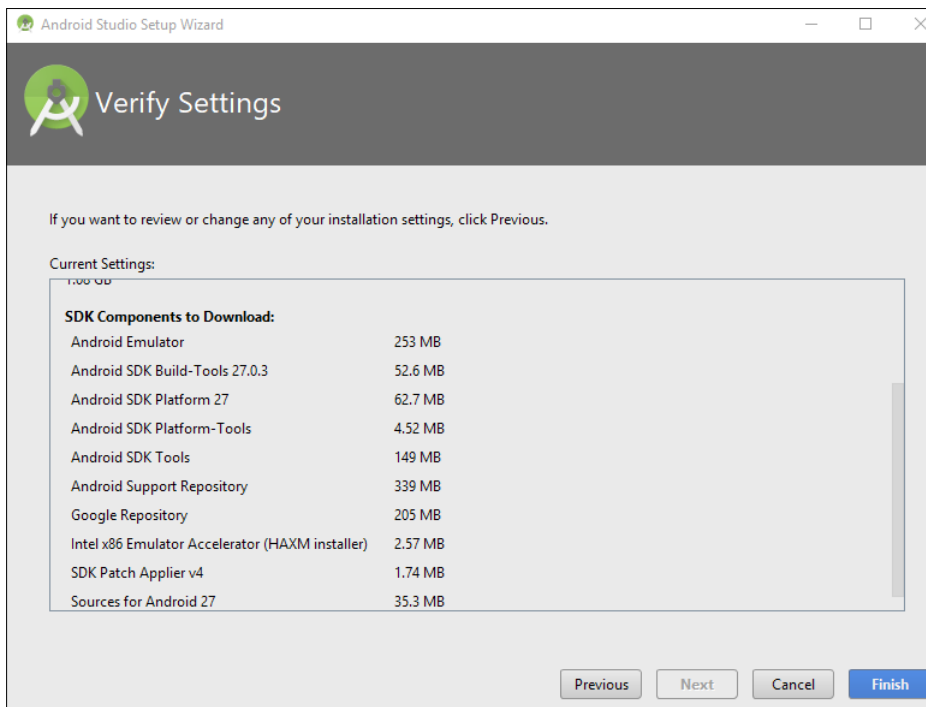 Android Studio Setup Wizard
Verify Settings
If you want to review or change any of your installation settings, click Previous.
Current Settings:
1.08 GB
SDK Components to Download:
Android Emulator 253 MB
Android SDK Build-Tools 27.0.3 52.6 MB
Android SDK Platform 27 62.7 MB
Android SDK Platform-Tools 4.52 MB
Android SDK Tools 149 MB
Android Support Repository 339 MB
Google Repository 205 MB
Intel x86 Emulator Accelerator (HAXM installer) 2.57 MB
SDK Patch Applier v4 1.74 MB
Sources for Android 27 35.3 MB
Previous Next Cancel Finish